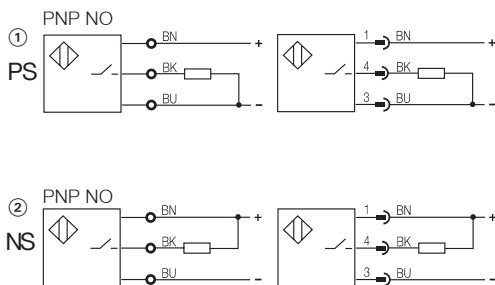 PNP NO
① PS
BN + 1 BN +
BK 4 BK
BU - 3 BU -
PNP NO
② NS
BN + 1 BN +
BK 4 BK
BU - 3 BU -